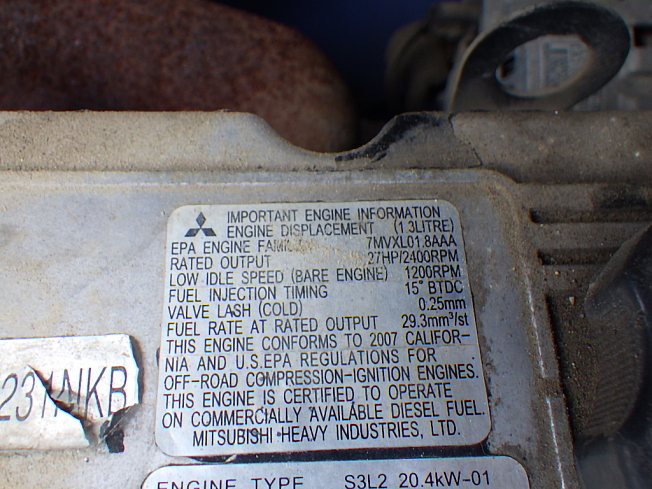 IMPORTANT ENGINE INFORMATION
ENGINE DISPLACEMENT (1.3LITRE)
EPA ENGINE FAMILY 7MVXL01.8AAA
RATED OUTPUT 27HP/2400RPM
LOW IDLE SPEED (BARE ENGINE) 1200RPM
FUEL INJECTION TIMING 15° BTDC
VALVE LASH (COLD) 0.25mm
FUEL RATE AT RATED OUTPUT 29.3mm³/st
THIS ENGINE CONFORMS TO 2007 CALIFOR-
NIA AND U.S.EPA REGULATIONS FOR
OFF-ROAD COMPRESSION-IGNITION ENGINES.
THIS ENGINE IS CERTIFIED TO OPERATE
ON COMMERCIALLY AVAILABLE DIESEL FUEL.
MITSUBISHI HEAVY INDUSTRIES, LTD.
ENGINE TYPE S3L2 20.4kW-01